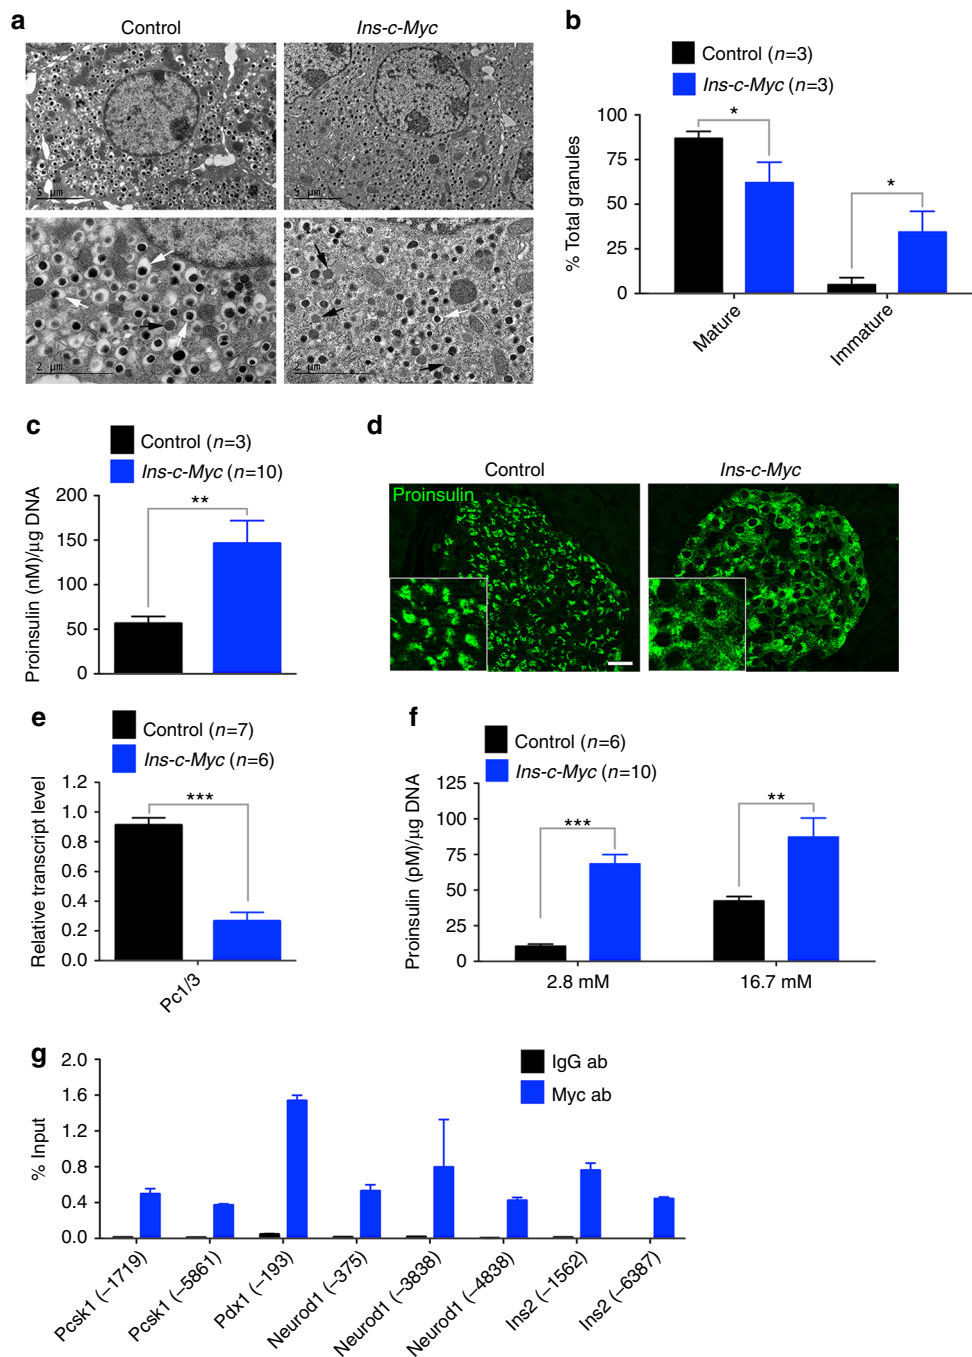 a
Control
Ins-c-Myc
5 μm
5 μm
2 μm
2 μm
b
Control (n=3)
Ins-c-Myc (n=3)
% Total granules
100
75
50
25
0
*
*
Mature
Immature
c
Control (n=3)
Ins-c-Myc (n=10)
Proinsulin (nM)/μg DNA
200
150
100
50
0
**
d
Control
Ins-c-Myc
Proinsulin
e
Control (n=7)
Ins-c-Myc (n=6)
Relative transcript level
1.2
1.0
0.8
0.6
0.4
0.2
0.0
***
Pc1/3
f
Control (n=6)
Ins-c-Myc (n=10)
Proinsulin (pM)/μg DNA
125
100
75
50
25
0
***
**
2.8 mM
16.7 mM
g
IgG ab
Myc ab
% Input
2.0
1.6
1.2
0.8
0.4
0.0
Pcsk1 (−1719)
Pcsk1 (−5861)
Pdx1 (−193)
Neurod1 (−375)
Neurod1 (−3838)
Neurod1 (−4838)
Ins2 (−1562)
Ins2 (−6387)